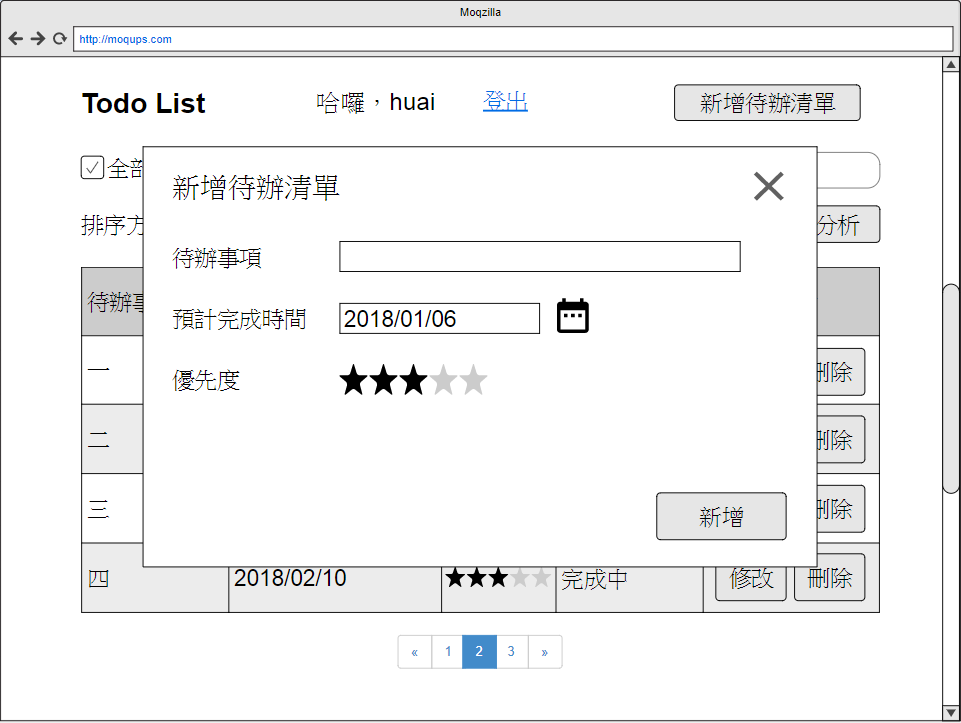 Moqzilla
http://moqups.com
Todo List 哈囉，huai 登出 新增待辦清單
全部
新增待辦清單
排序方 分析
待辦事項
待辦事
預計完成時間 2018/01/06
一 刪除
優先度
二 刪除
三 刪除
新增
四 2018/02/10 完成中 修改 刪除
« 1 2 3 »